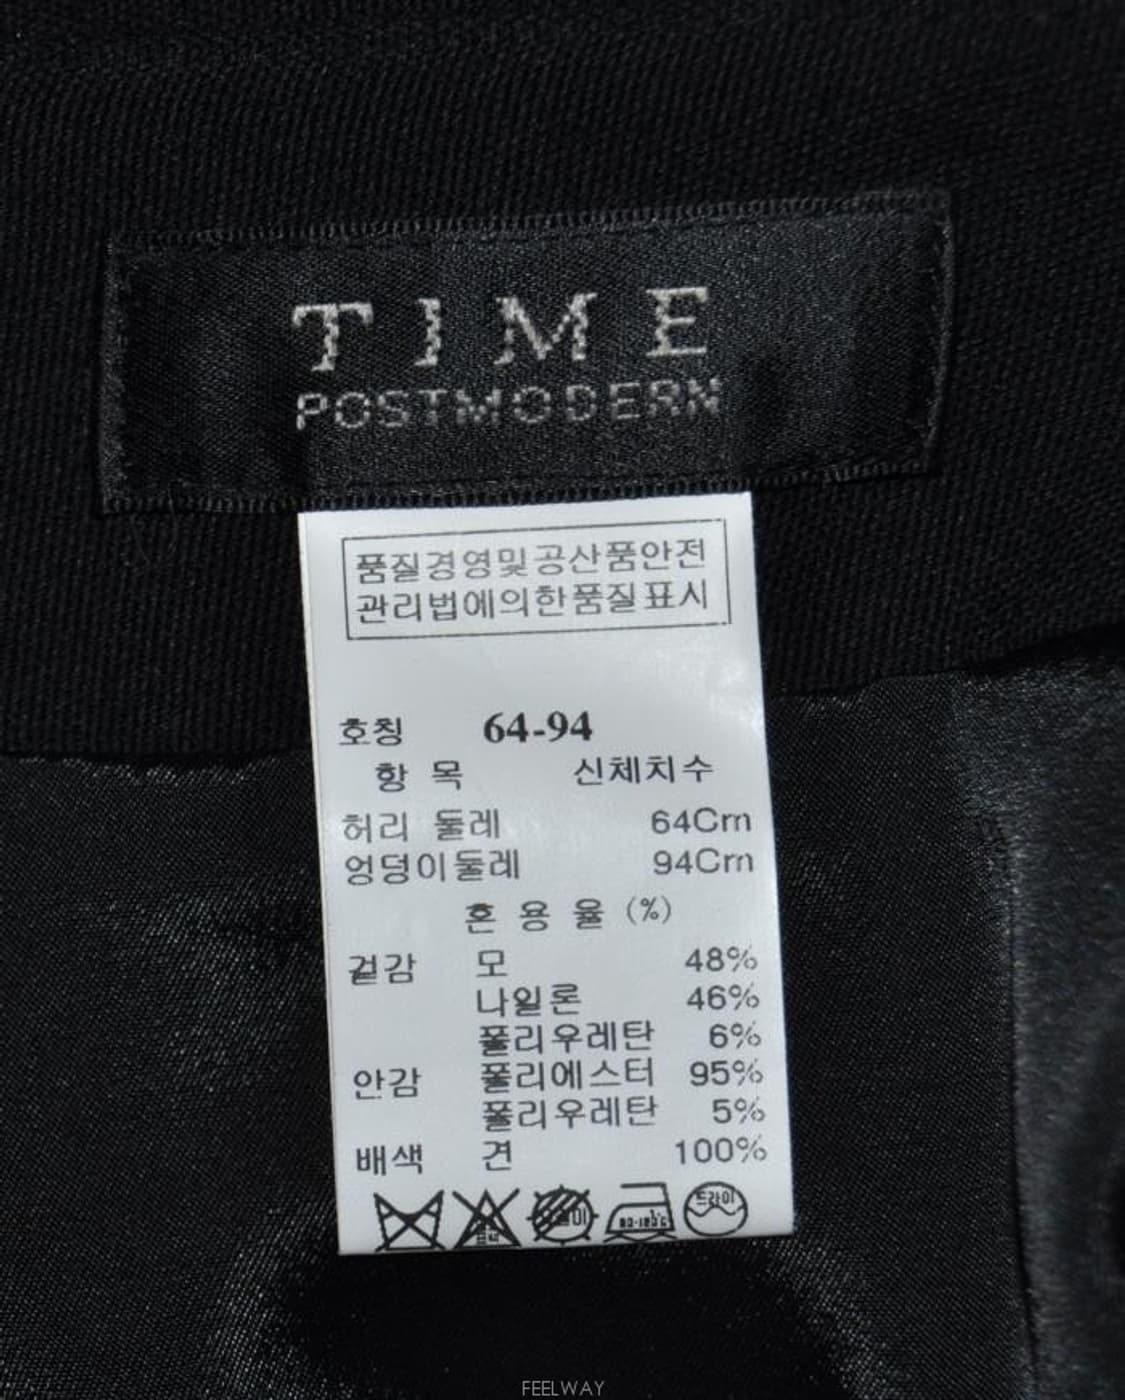 TIME
POSTMODERN
품질경영및공산품안전
관리법에의한품질표시
호칭 64-94
항 목 신체치수
허리 둘레 64Cm
엉덩이둘레 94Cm
혼 용 율 (%)
겉감 모 48%
나일론 46%
폴리우레탄 6%
안감 폴리에스터 95%
폴리우레탄 5%
배색 견 100%
드라이
FEELWAY